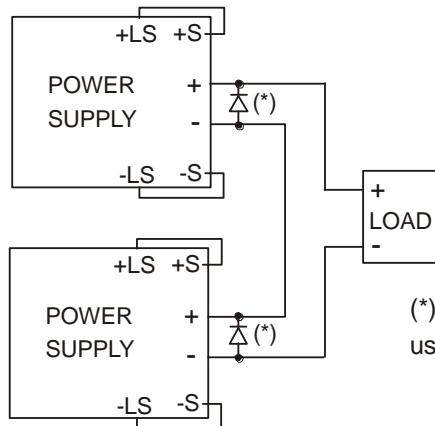 +LS +S
POWER
SUPPLY
+
-
(*)
-LS -S
+
LOAD
-
+LS +S
POWER
SUPPLY
+
-
(*)
-LS -S
(*)
us